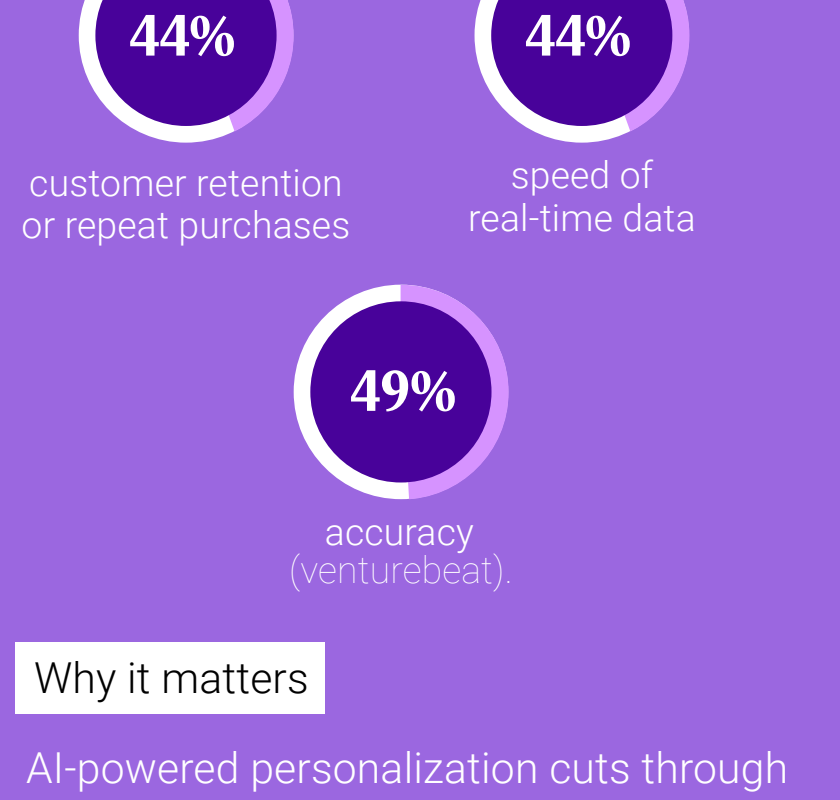 44%
customer retention
or repeat purchases
44%
speed of
real-time data
49%
accuracy
(venturebeat).
Why it matters
AI-powered personalization cuts through